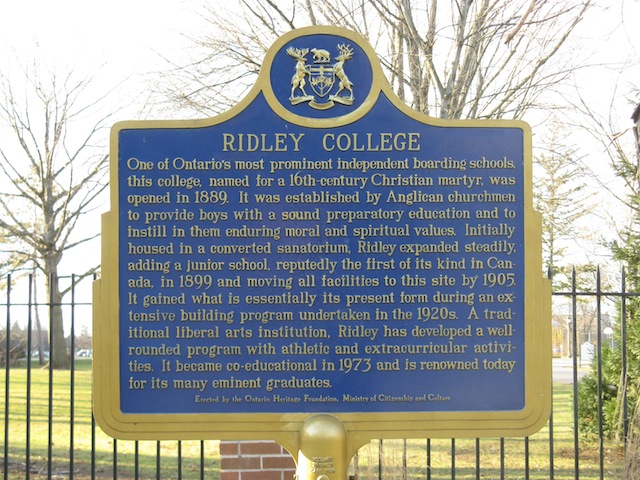 RIDLEY COLLEGE
One of Ontario's most prominent independent boarding schools,
this college, named for a 16th-century Christian martyr, was
opened in 1889. It was established by Anglican churchmen
to provide boys with a sound preparatory education and to
instill in them enduring moral and spiritual values. Initially
housed in a converted sanatorium, Ridley expanded steadily,
adding a junior school, reputedly the first of its kind in Can-
ada, in 1899 and moving all facilities to this site by 1905.
It gained what is essentially its present form during an ex-
tensive building program undertaken in the 1920s. A trad-
itional liberal arts institution, Ridley has developed a well-
rounded program with athletic and extracurricular activi-
ties. It became co-educational in 1973 and is renowned today
for its many eminent graduates.
Erected by the Ontario Heritage Foundation, Ministry of Citizenship and Culture